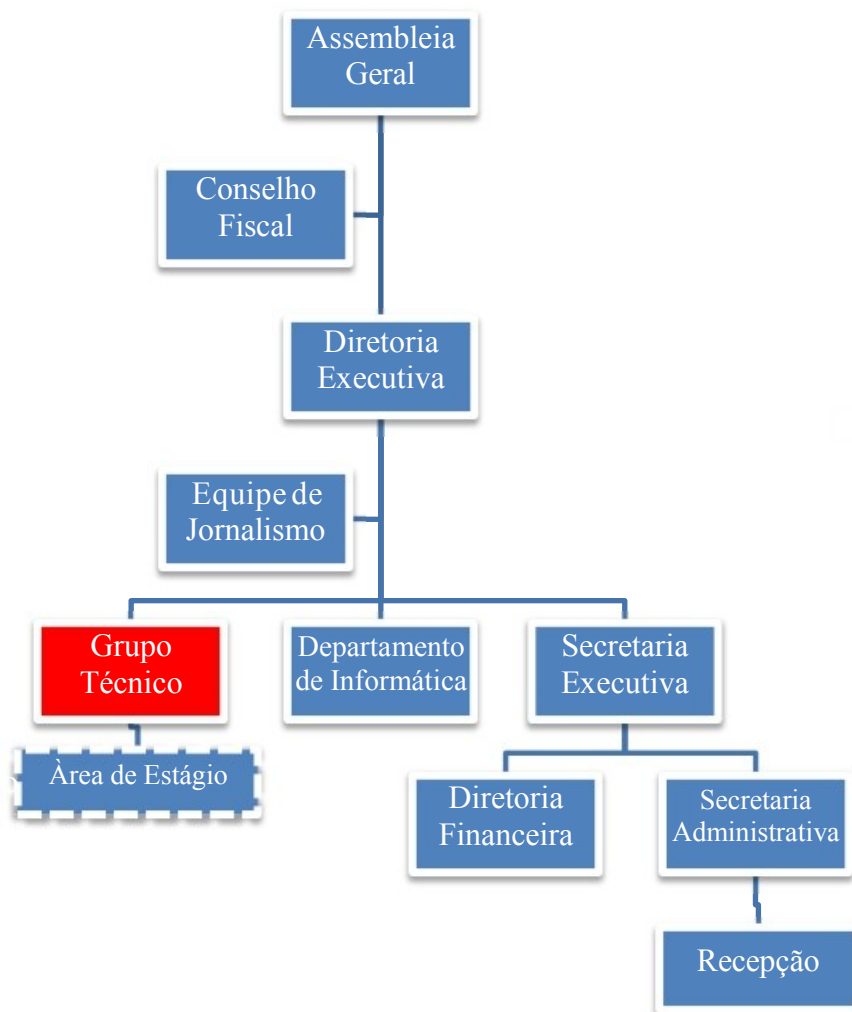 Assembleia
Geral
Conselho
Fiscal
Diretoria
Executiva
Equipe de
Jornalismo
Grupo
Técnico
Departamento
de Informática
Secretaria
Executiva
Àrea de Estágio
Diretoria
Financeira
Secretaria
Administrativa
Recepção